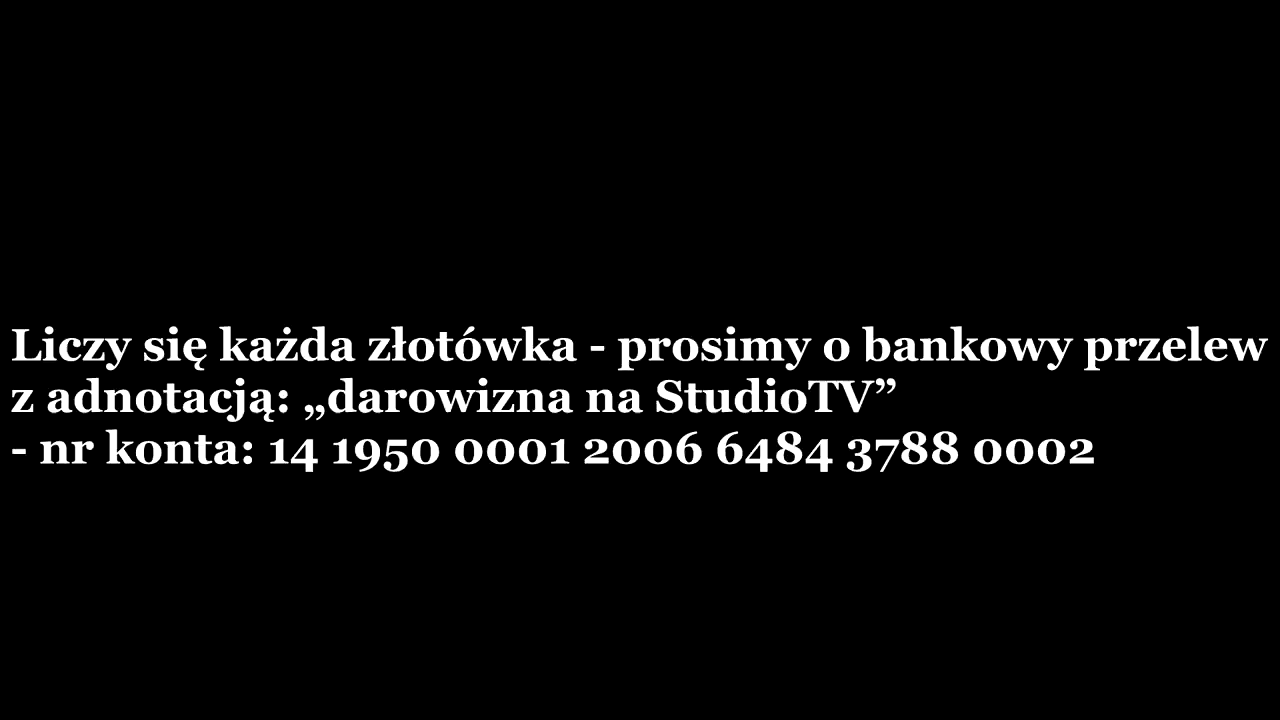 Liczy się każda złotówka - prosimy o bankowy przelew
z adnotacją: „darowizna na StudioTV”
- nr konta: 14 1950 0001 2006 6484 3788 0002